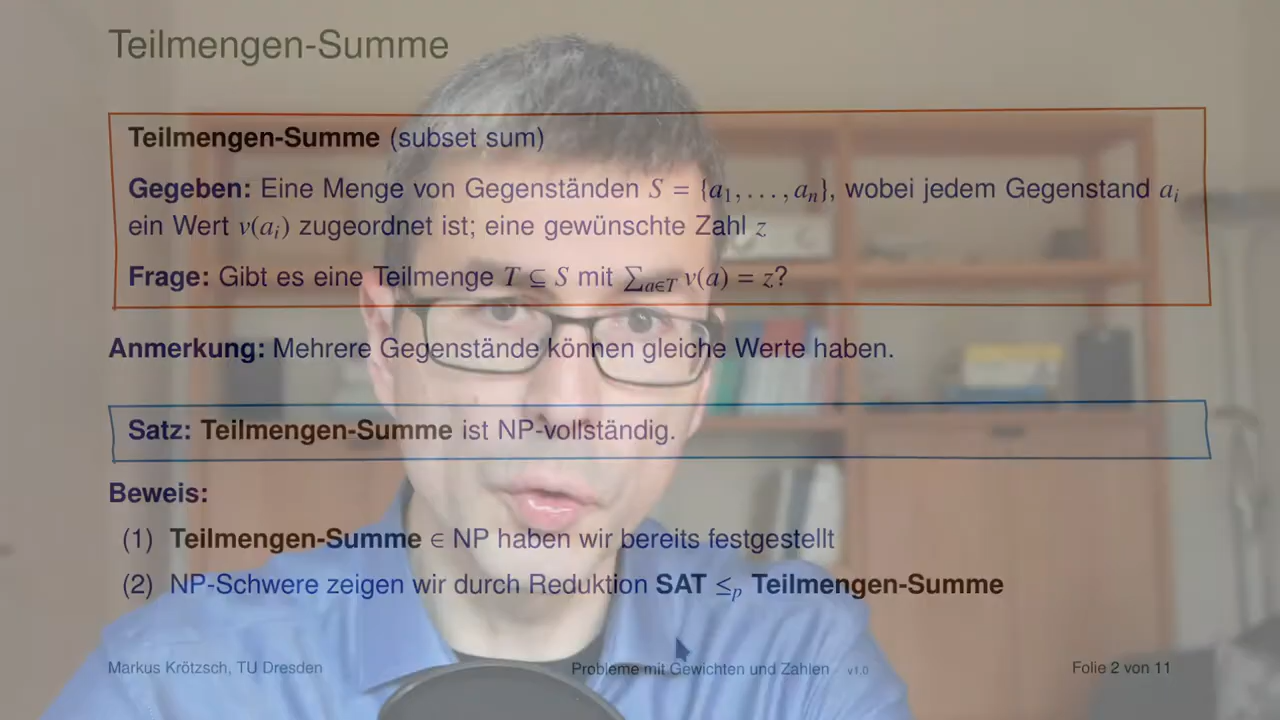 Teilmengen-Summe
Teilmengen-Summe (subset sum)
Gegeben: Eine Menge von Gegenständen S = {a₁, . . . , aₙ}, wobei jedem Gegenstand aᵢ
ein Wert v(aᵢ) zugeordnet ist; eine gewünschte Zahl z
Frage: Gibt es eine Teilmenge T ⊆ S mit ∑ₐ∈T v(a) = z?
Anmerkung: Mehrere Gegenstände können gleiche Werte haben.
Satz: Teilmengen-Summe ist NP-vollständig.
Beweis:
(1) Teilmengen-Summe ∈ NP haben wir bereits festgestellt
(2) NP-Schwere zeigen wir durch Reduktion SAT ≤ₚ Teilmengen-Summe
Markus Krötzsch, TU Dresden Probleme mit Gewichten und Zahlen v1.0 Folie 2 von 11